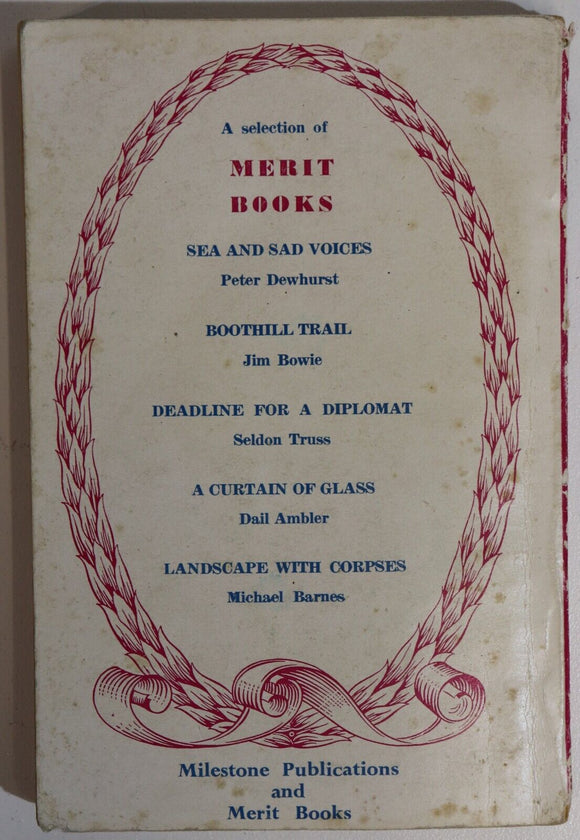 A selection of
MERIT
BOOKS
SEA AND SAD VOICES
Peter Dewhurst
BOOTHILL TRAIL
Jim Bowie
DEADLINE FOR A DIPLOMAT
Seldon Truss
A CURTAIN OF GLASS
Dail Ambler
LANDSCAPE WITH CORPSES
Michael Barnes
Milestone Publications
and
Merit Books